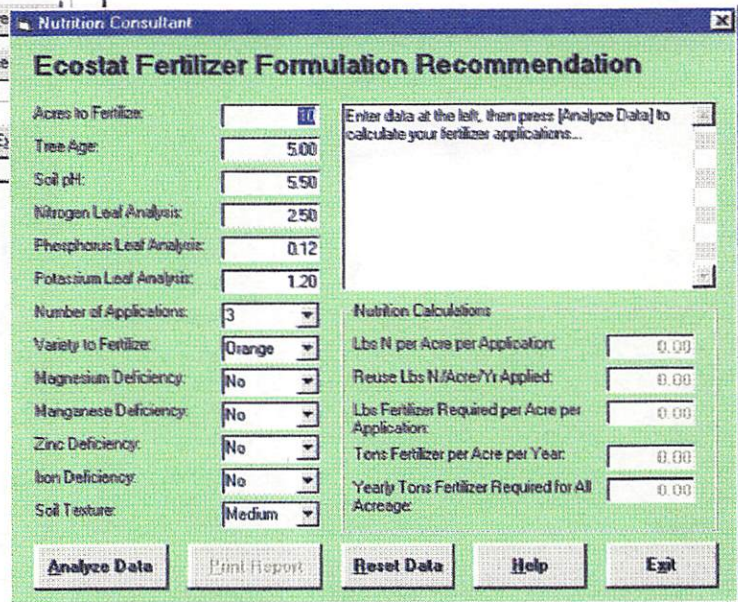 Nutrition Consultant
Ecostat Fertilizer Formulation Recommendation
Acres to Fertilize: 10
Tree Age: 5.00
Soil pH: 5.50
Nitrogen Leaf Analysis: 2.50
Phosphorus Leaf Analysis: 0.12
Potassium Leaf Analysis: 1.20
Number of Applications: 3
Variety to Fertilize: Orange
Magnesium Deficiency: No
Manganese Deficiency: No
Zinc Deficiency: No
Iron Deficiency: No
Soil Texture: Medium
Enter data at the left, then press [Analyze Data] to
calculate your fertilizer applications...
Nutrition Calculations
Lbs N per Acre per Application: 0.00
Reuse Lbs N/Acre/Yr Applied: 0.00
Lbs Fertilizer Required per Acre per
Application: 0.00
Tons Fertilizer per Acre per Year: 0.00
Yearly Tons Fertilizer Required for All
Acreage: 0.00
Analyze Data
Print Report
Reset Data
Help
Exit